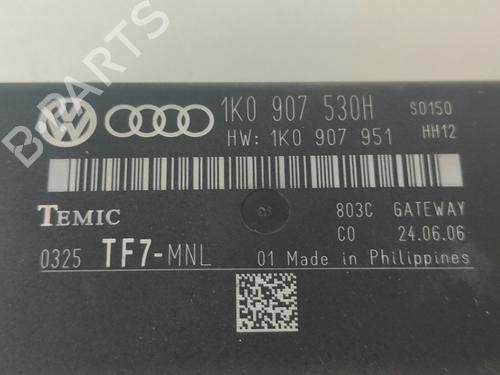 B-PARTS
1K0 907 530H S0150
HW: 1K0 907 951 HH12
TEMIC 803C GATEWAY
C0 24.06.06
0325 TF7-MNL 01 Made in Philippines